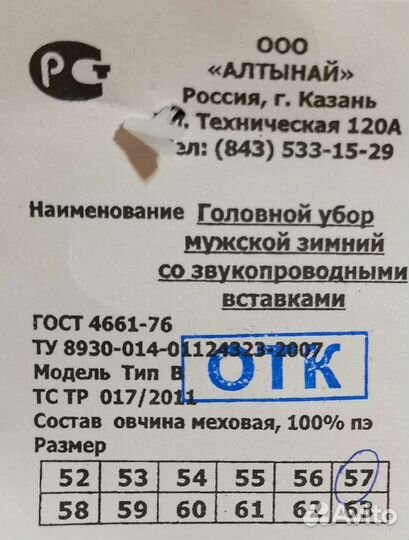 РСТ
ООО
«АЛТЫНАЙ»
Россия, г. Казань
Техническая 120А
тел: (843) 533-15-29
Наименование Головной убор
мужской зимний
со звукопроводными
вставками
ГОСТ 4661-76
ТУ 8930-014-01124323-2007
Модель Тип В
ТС ТР 017/2011
ОТК
Состав овчина меховая, 100% пэ
Размер
52 53 54 55 56 57
58 59 60 61 62 63
Avito